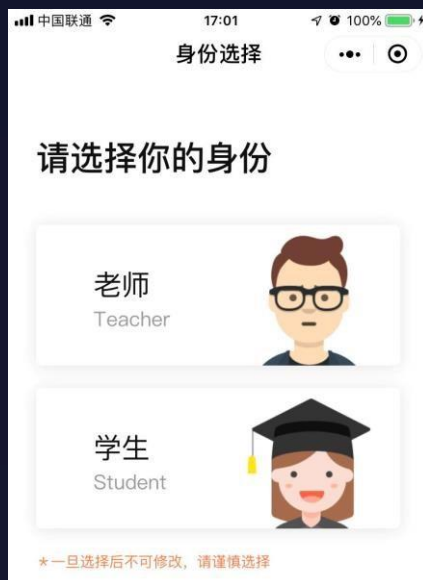 中国联通
17:01
100%
身份选择
请选择你的身份
老师
Teacher
学生
Student
*一旦选择后不可修改，请谨慎选择